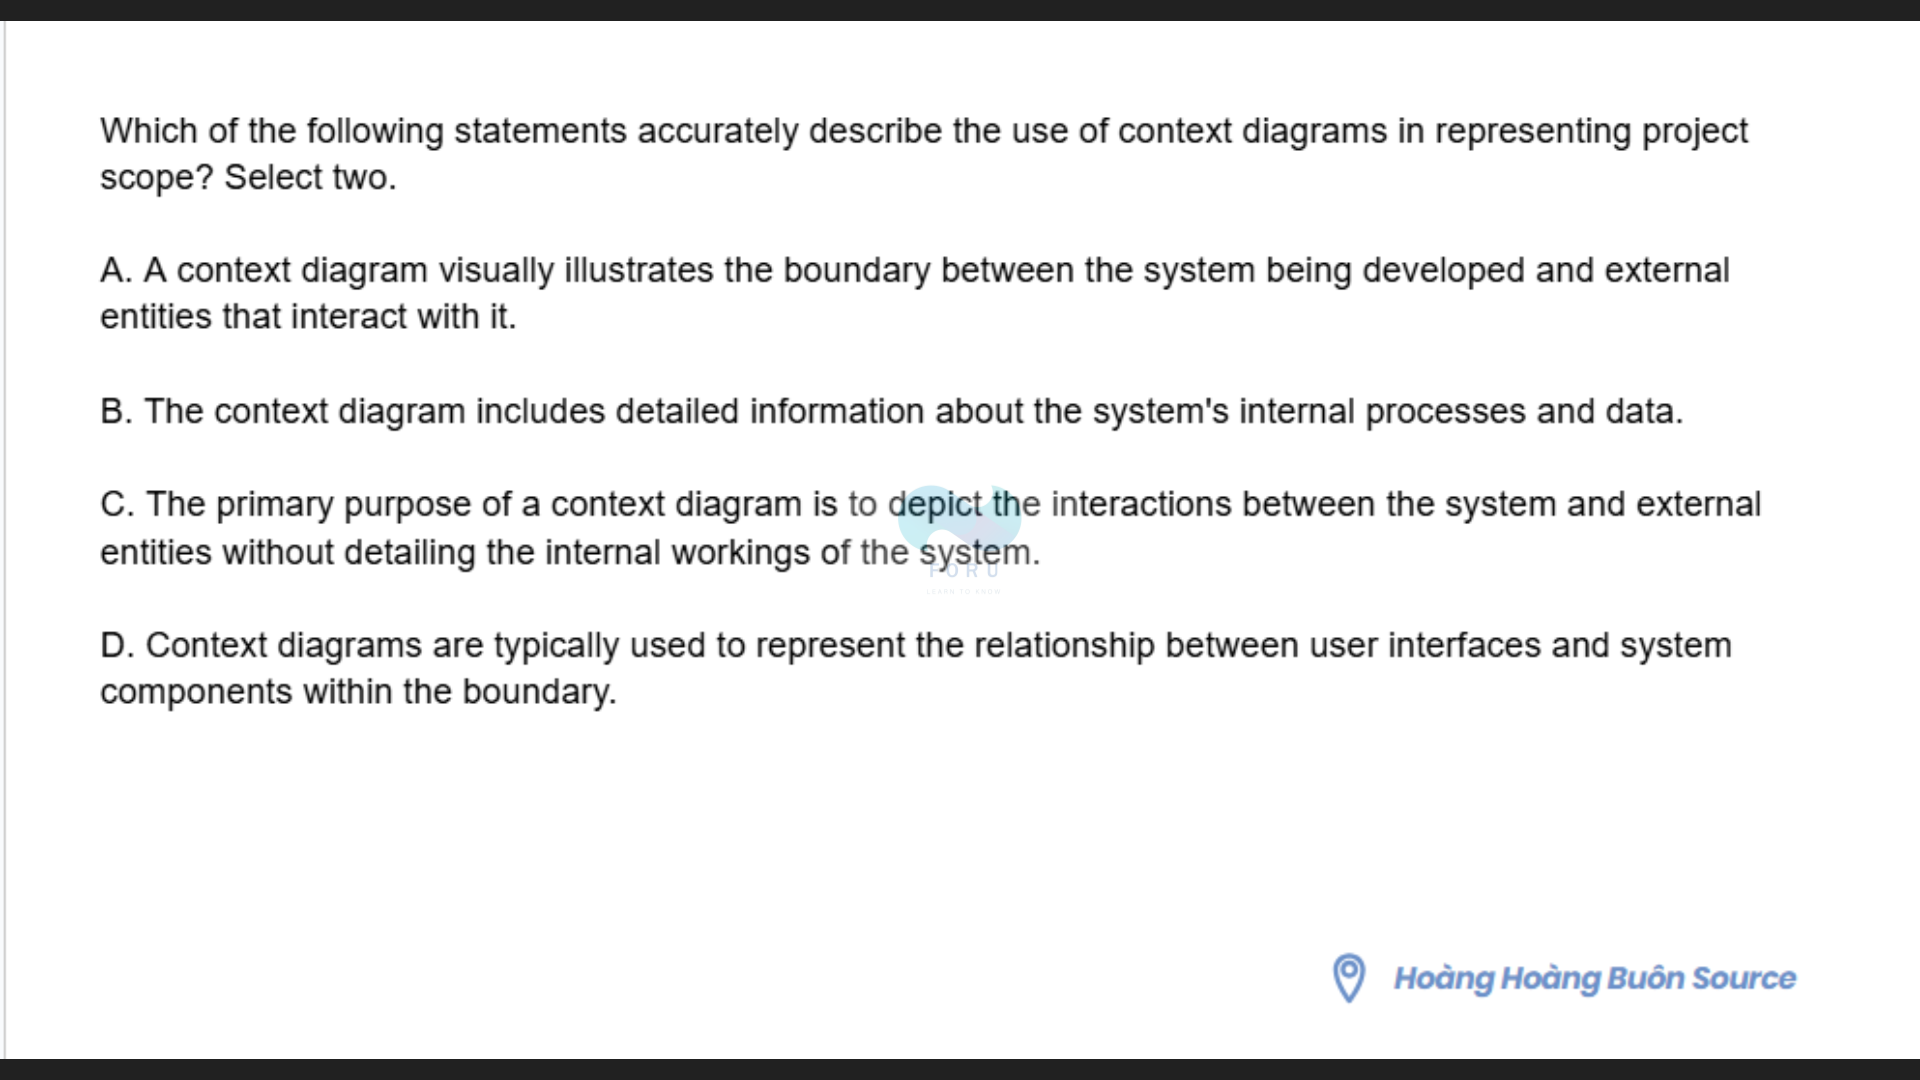 Which of the following statements accurately describe the use of context diagrams in representing project
scope? Select two.
A. A context diagram visually illustrates the boundary between the system being developed and external
entities that interact with it.
B. The context diagram includes detailed information about the system's internal processes and data.
C. The primary purpose of a context diagram is to depict the interactions between the system and external
entities without detailing the internal workings of the system.
FORU
LEARN TO KNOW
D. Context diagrams are typically used to represent the relationship between user interfaces and system
components within the boundary.
Hoàng Hoàng Buôn Source